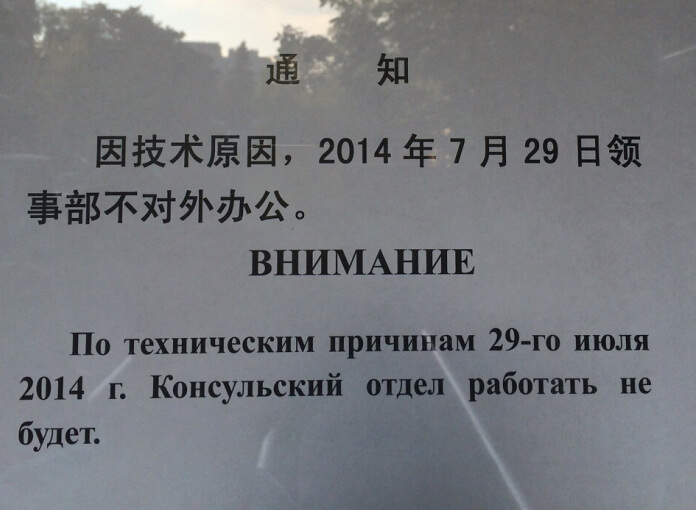 通 知
因技术原因，2014 年 7 月 29 日领
事部不对外办公。
ВНИМАНИЕ
По техническим причинам 29-го июля
2014 г. Консульский отдел работать не
будет.